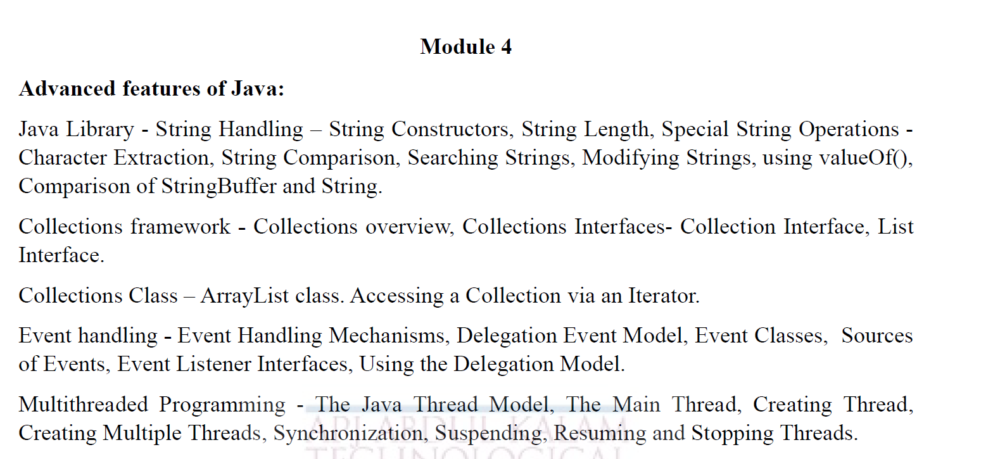 Module 4
Advanced features of Java:
Java Library - String Handling – String Constructors, String Length, Special String Operations -
Character Extraction, String Comparison, Searching Strings, Modifying Strings, using valueOf(),
Comparison of StringBuffer and String.
Collections framework - Collections overview, Collections Interfaces- Collection Interface, List
Interface.
Collections Class – ArrayList class. Accessing a Collection via an Iterator.
Event handling - Event Handling Mechanisms, Delegation Event Model, Event Classes,  Sources
of Events, Event Listener Interfaces, Using the Delegation Model.
Multithreaded Programming - The Java Thread Model, The Main Thread, Creating Thread,
Creating Multiple Threads, Synchronization, Suspending, Resuming and Stopping Threads.
API ABDUL KALAM
TECHNOLOGICAL